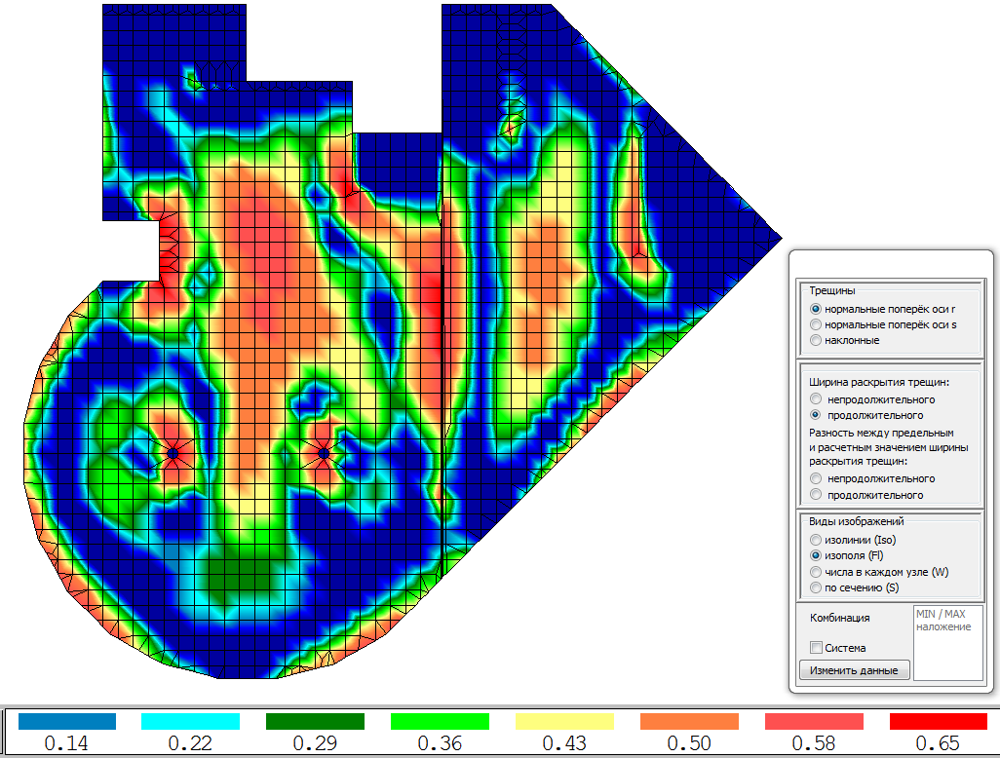 Трещины
нормальные поперёк оси r
нормальные поперёк оси s
наклонные
Ширина раскрытия трещин:
непродолжительного
продолжительного
Разность между предельным
и расчетным значением ширины
раскрытия трещин:
непродолжительного
продолжительного
Виды изображений
изолинии (Iso)
изополя (Fl)
числа в каждом узле (W)
по сечению (S)
Комбинация
MIN / MAX
наложение
Система
Изменить данные
0.14 0.22 0.29 0.36 0.43 0.50 0.58 0.65